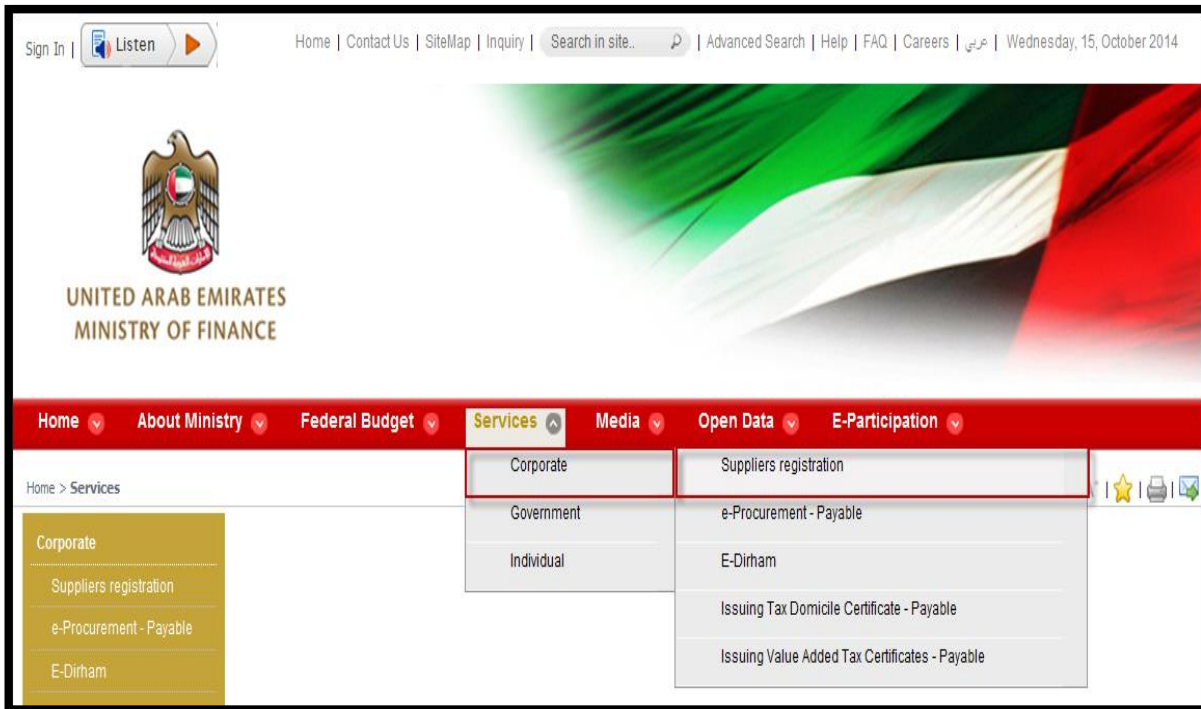 Sign In | Listen Home | Contact Us | SiteMap | Inquiry | Search in site.. | Advanced Search | Help | FAQ | Careers | عربي | Wednesday, 15, October 2014
UNITED ARAB EMIRATES
MINISTRY OF FINANCE
Home About Ministry Federal Budget Services Media Open Data E-Participation
Corporate Suppliers registration
Home > Services
Government e-Procurement - Payable
Individual E-Dirham
Issuing Tax Domicile Certificate - Payable
Issuing Value Added Tax Certificates - Payable
Corporate
Suppliers registration
e-Procurement - Payable
E-Dirham